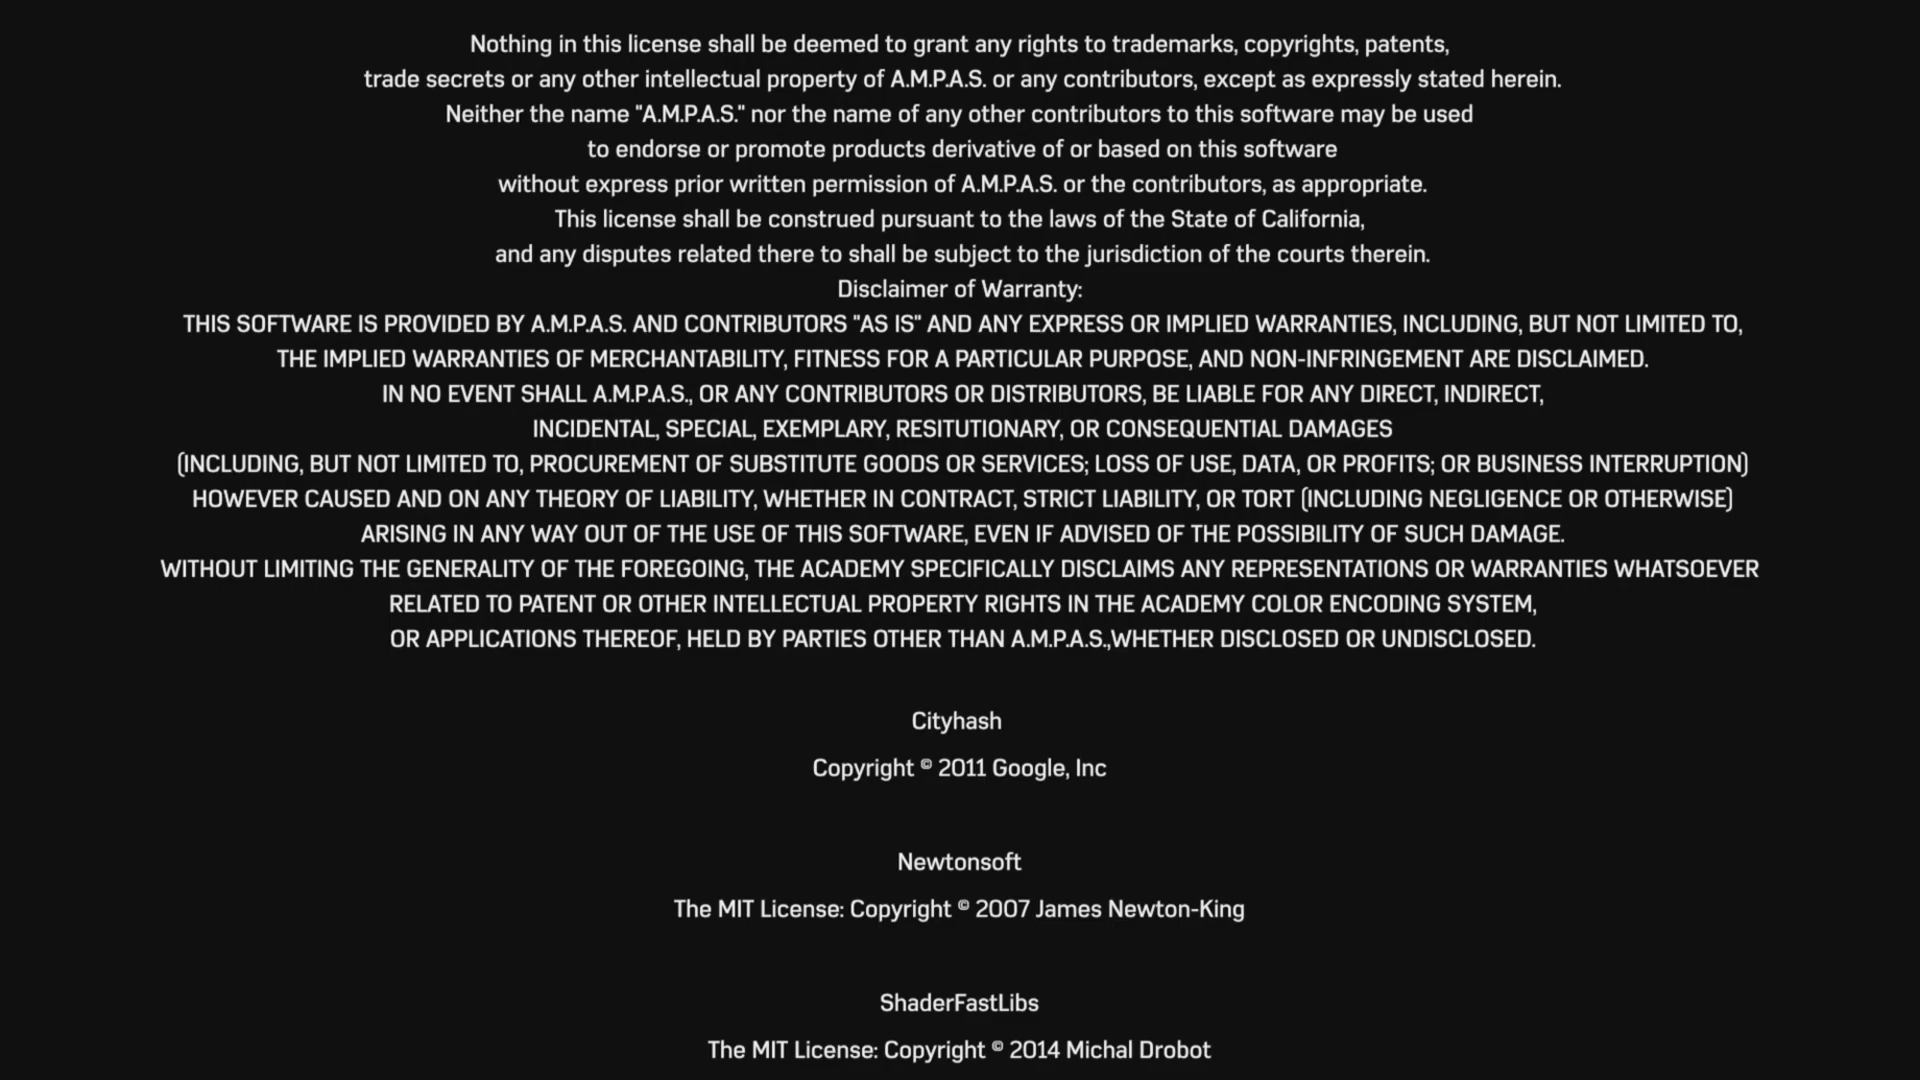 Nothing in this license shall be deemed to grant any rights to trademarks, copyrights, patents,
trade secrets or any other intellectual property of A.M.P.A.S. or any contributors, except as expressly stated herein.
Neither the name "A.M.P.A.S." nor the name of any other contributors to this software may be used
to endorse or promote products derivative of or based on this software
without express prior written permission of A.M.P.A.S. or the contributors, as appropriate.
This license shall be construed pursuant to the laws of the State of California,
and any disputes related there to shall be subject to the jurisdiction of the courts therein.
Disclaimer of Warranty:
THIS SOFTWARE IS PROVIDED BY A.M.P.A.S. AND CONTRIBUTORS "AS IS" AND ANY EXPRESS OR IMPLIED WARRANTIES, INCLUDING, BUT NOT LIMITED TO,
THE IMPLIED WARRANTIES OF MERCHANTABILITY, FITNESS FOR A PARTICULAR PURPOSE, AND NON-INFRINGEMENT ARE DISCLAIMED.
IN NO EVENT SHALL A.M.P.A.S., OR ANY CONTRIBUTORS OR DISTRIBUTORS, BE LIABLE FOR ANY DIRECT, INDIRECT,
INCIDENTAL, SPECIAL, EXEMPLARY, RESITUTIONARY, OR CONSEQUENTIAL DAMAGES
(INCLUDING, BUT NOT LIMITED TO, PROCUREMENT OF SUBSTITUTE GOODS OR SERVICES; LOSS OF USE, DATA, OR PROFITS; OR BUSINESS INTERRUPTION)
HOWEVER CAUSED AND ON ANY THEORY OF LIABILITY, WHETHER IN CONTRACT, STRICT LIABILITY, OR TORT (INCLUDING NEGLIGENCE OR OTHERWISE)
ARISING IN ANY WAY OUT OF THE USE OF THIS SOFTWARE, EVEN IF ADVISED OF THE POSSIBILITY OF SUCH DAMAGE.
WITHOUT LIMITING THE GENERALITY OF THE FOREGOING, THE ACADEMY SPECIFICALLY DISCLAIMS ANY REPRESENTATIONS OR WARRANTIES WHATSOEVER
RELATED TO PATENT OR OTHER INTELLECTUAL PROPERTY RIGHTS IN THE ACADEMY COLOR ENCODING SYSTEM,
OR APPLICATIONS THEREOF, HELD BY PARTIES OTHER THAN A.M.P.A.S.,WHETHER DISCLOSED OR UNDISCLOSED.
Cityhash
Copyright © 2011 Google, Inc
Newtonsoft
The MIT License: Copyright © 2007 James Newton-King
ShaderFastLibs
The MIT License: Copyright © 2014 Michal Drobot